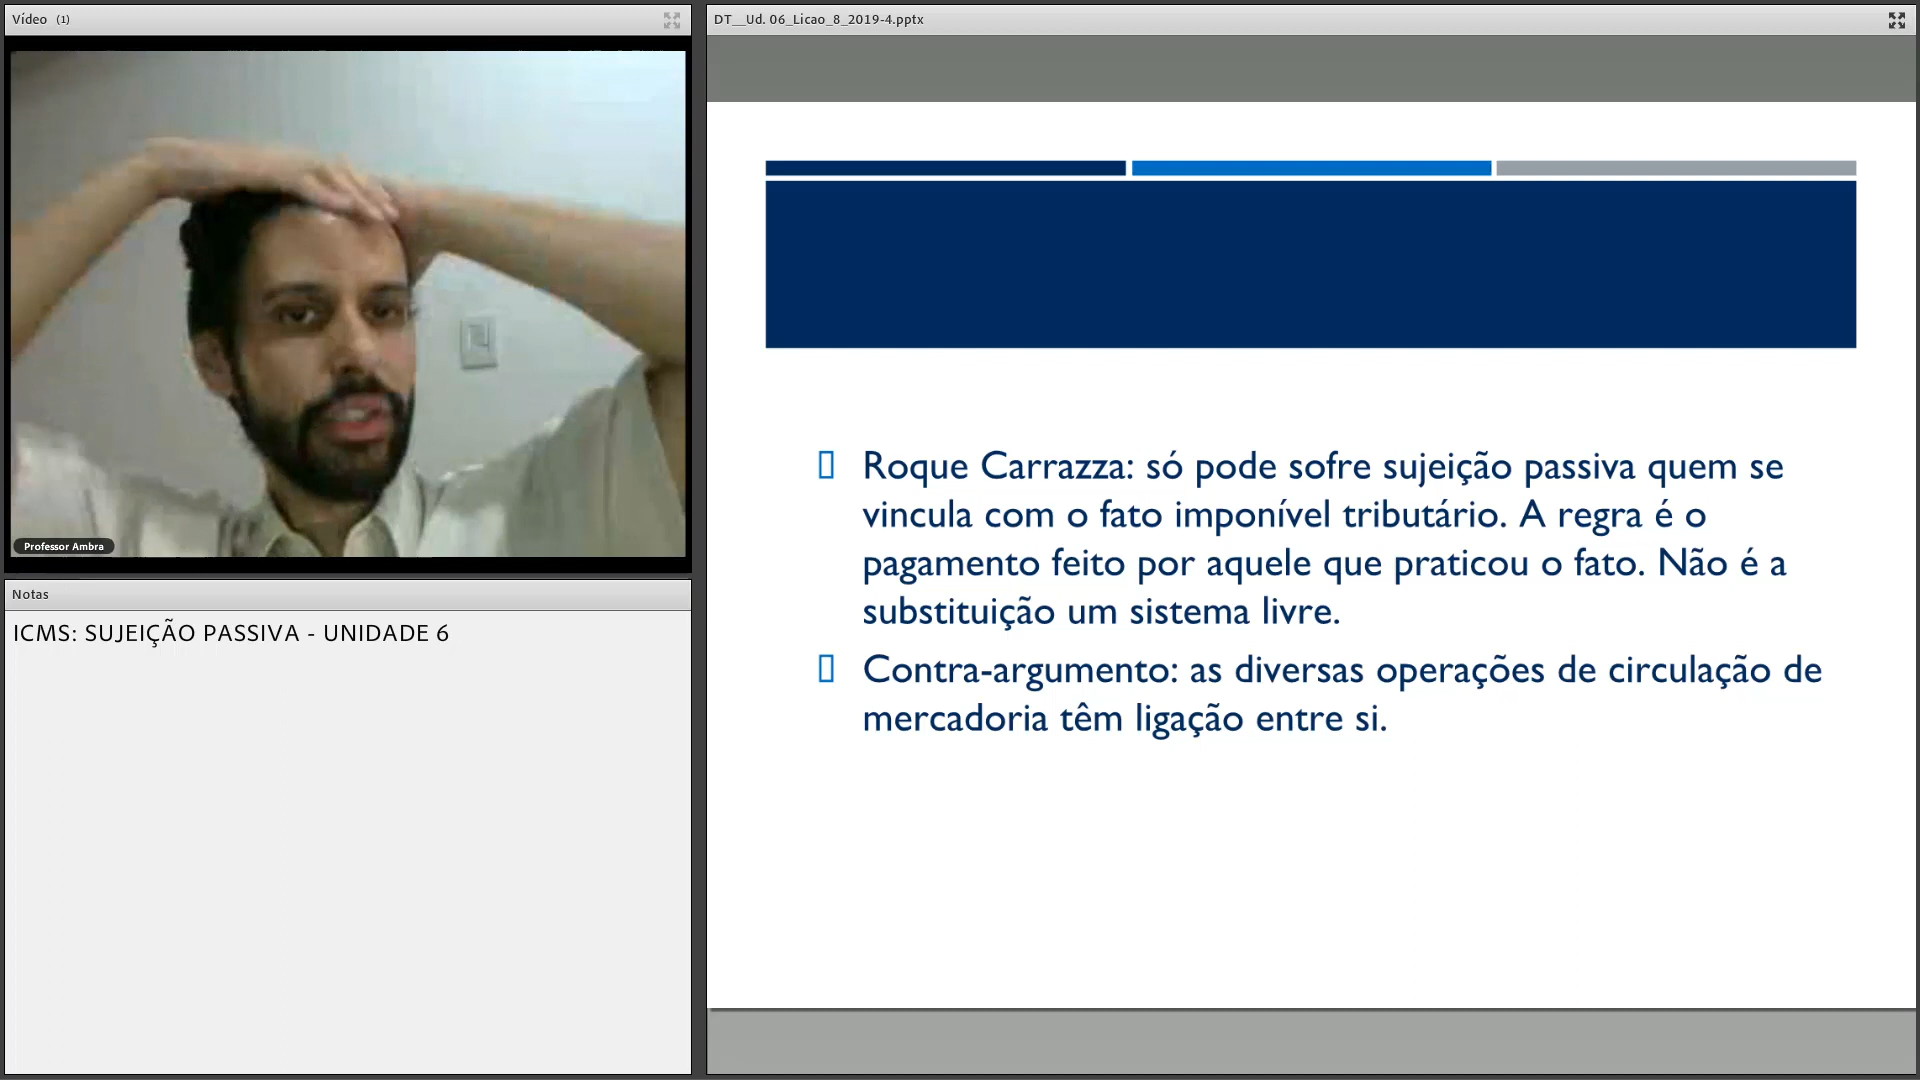 Vídeo (1)
Professor Ambra
Notas
ICMS: SUJEIÇÃO PASSIVA - UNIDADE 6
DT__Ud. 06_Licao_8_2019-4.pptx
Roque Carrazza: só pode sofre sujeição passiva quem se
vincula com o fato imponível tributário. A regra é o
pagamento feito por aquele que praticou o fato. Não é a
substituição um sistema livre.
Contra-argumento: as diversas operações de circulação de
mercadoria têm ligação entre si.